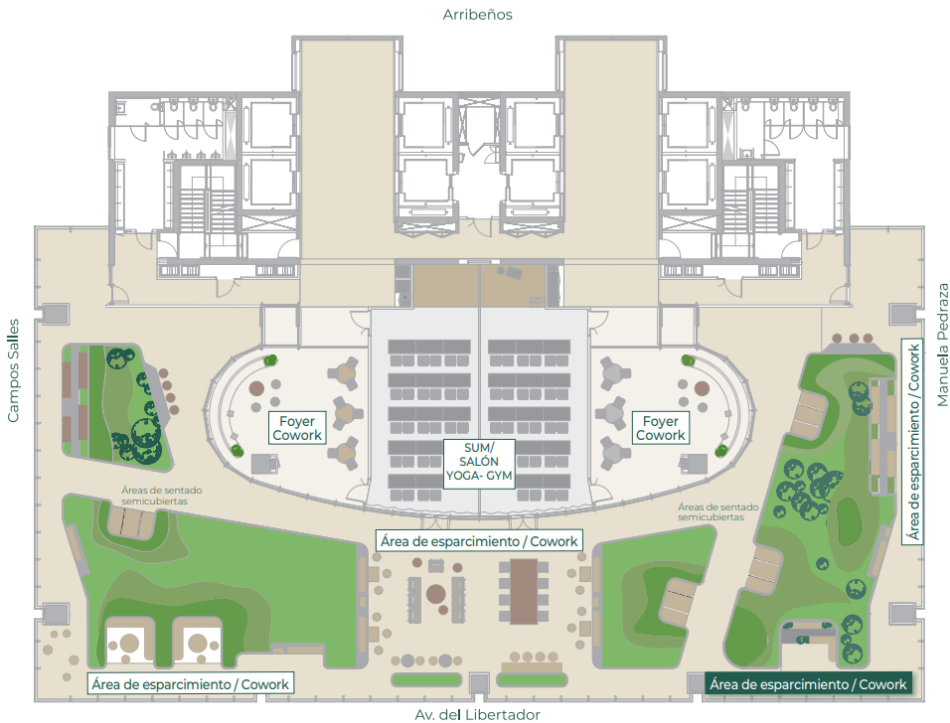 Arribeños
Campos Salles
Manuela Pedraza
Área de esparcimiento / Cowork
Foyer
Cowork
SUM/
SALÓN
YOGA- GYM
Foyer
Cowork
Áreas de sentado
semicubiertas
Áreas de sentado
semicubiertas
Área de esparcimiento / Cowork
Área de esparcimiento / Cowork
Área de esparcimiento / Cowork
Av. del Libertador